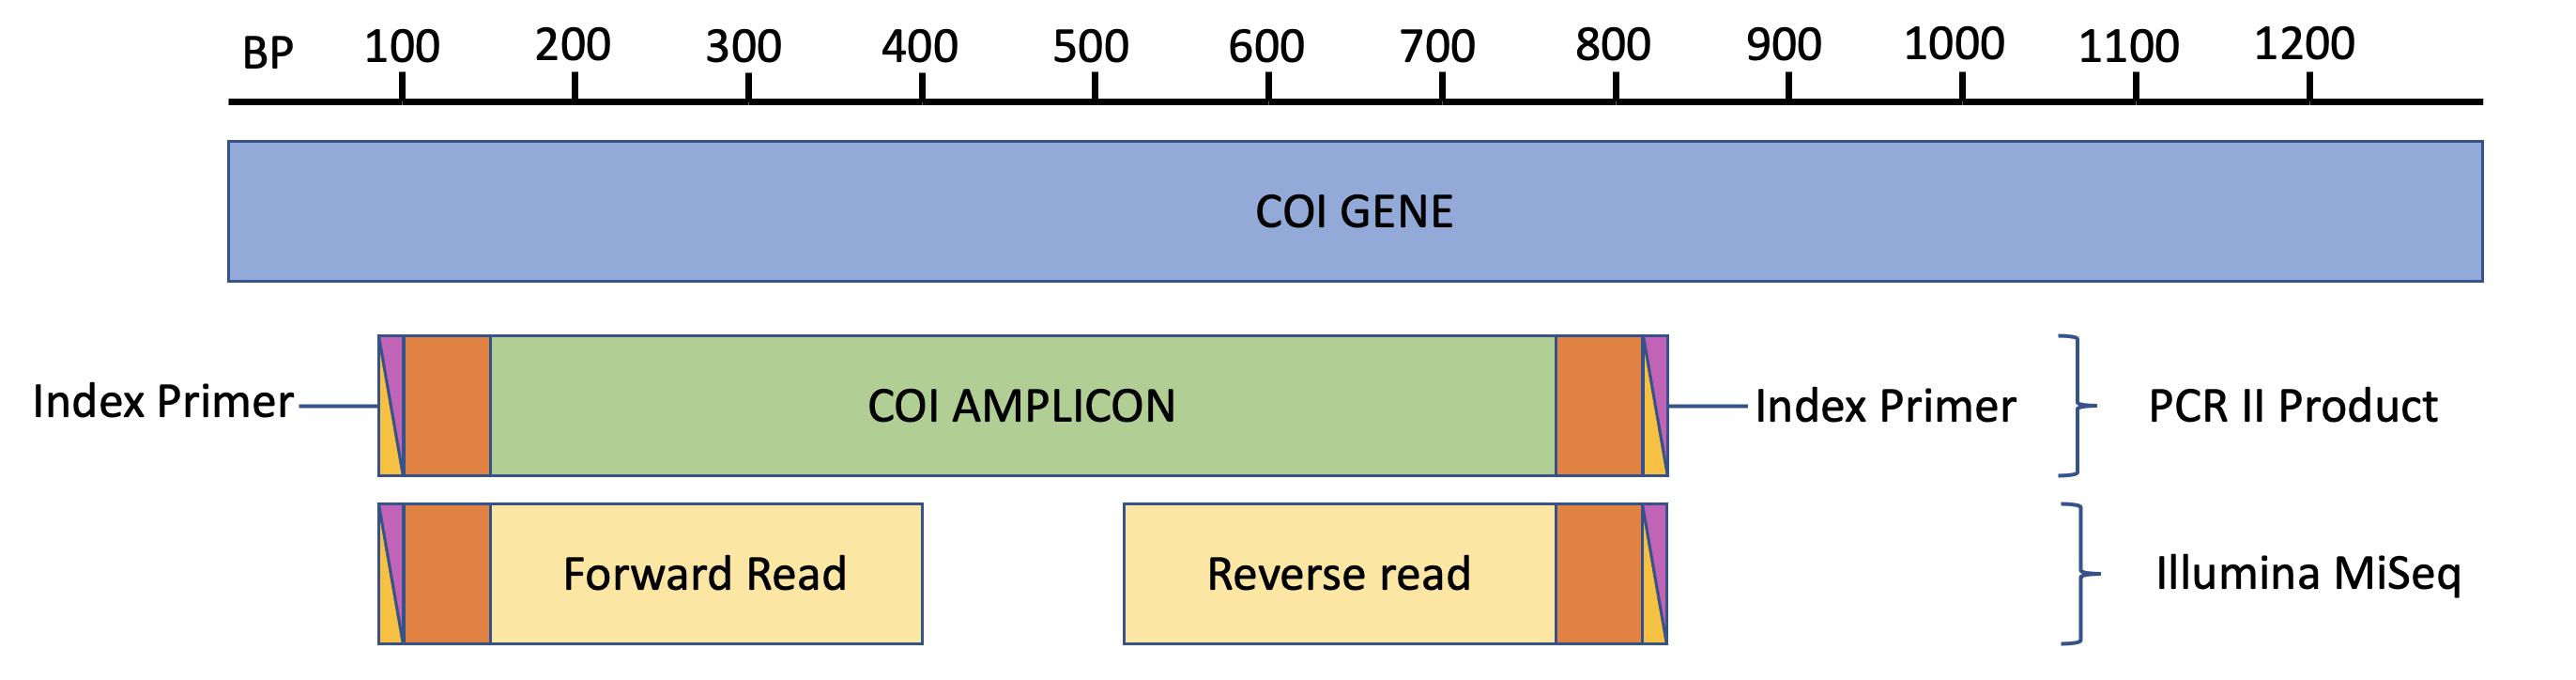 BP 100 200 300 400 500 600 700 800 900 1000 1100 1200
COI GENE
Index Primer COI AMPLICON Index Primer PCR II Product
Forward Read Reverse read Illumina MiSeq